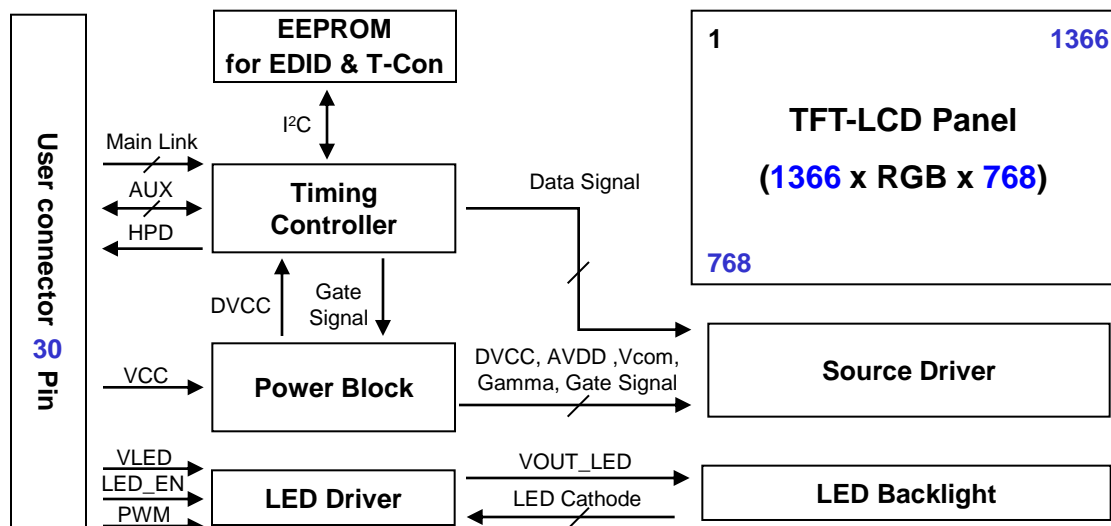 EEPROM
for EDID & T-Con
1
1366
TFT-LCD Panel
(1366 x RGB x 768)
768
User connector 30 Pin
I²C
Main Link
AUX
HPD
Timing
Controller
Data Signal
DVCC
Gate
Signal
VCC
Power Block
DVCC, AVDD ,Vcom,
Gamma, Gate Signal
Source Driver
VLED
LED_EN
PWM
LED Driver
VOUT_LED
LED Cathode
LED Backlight